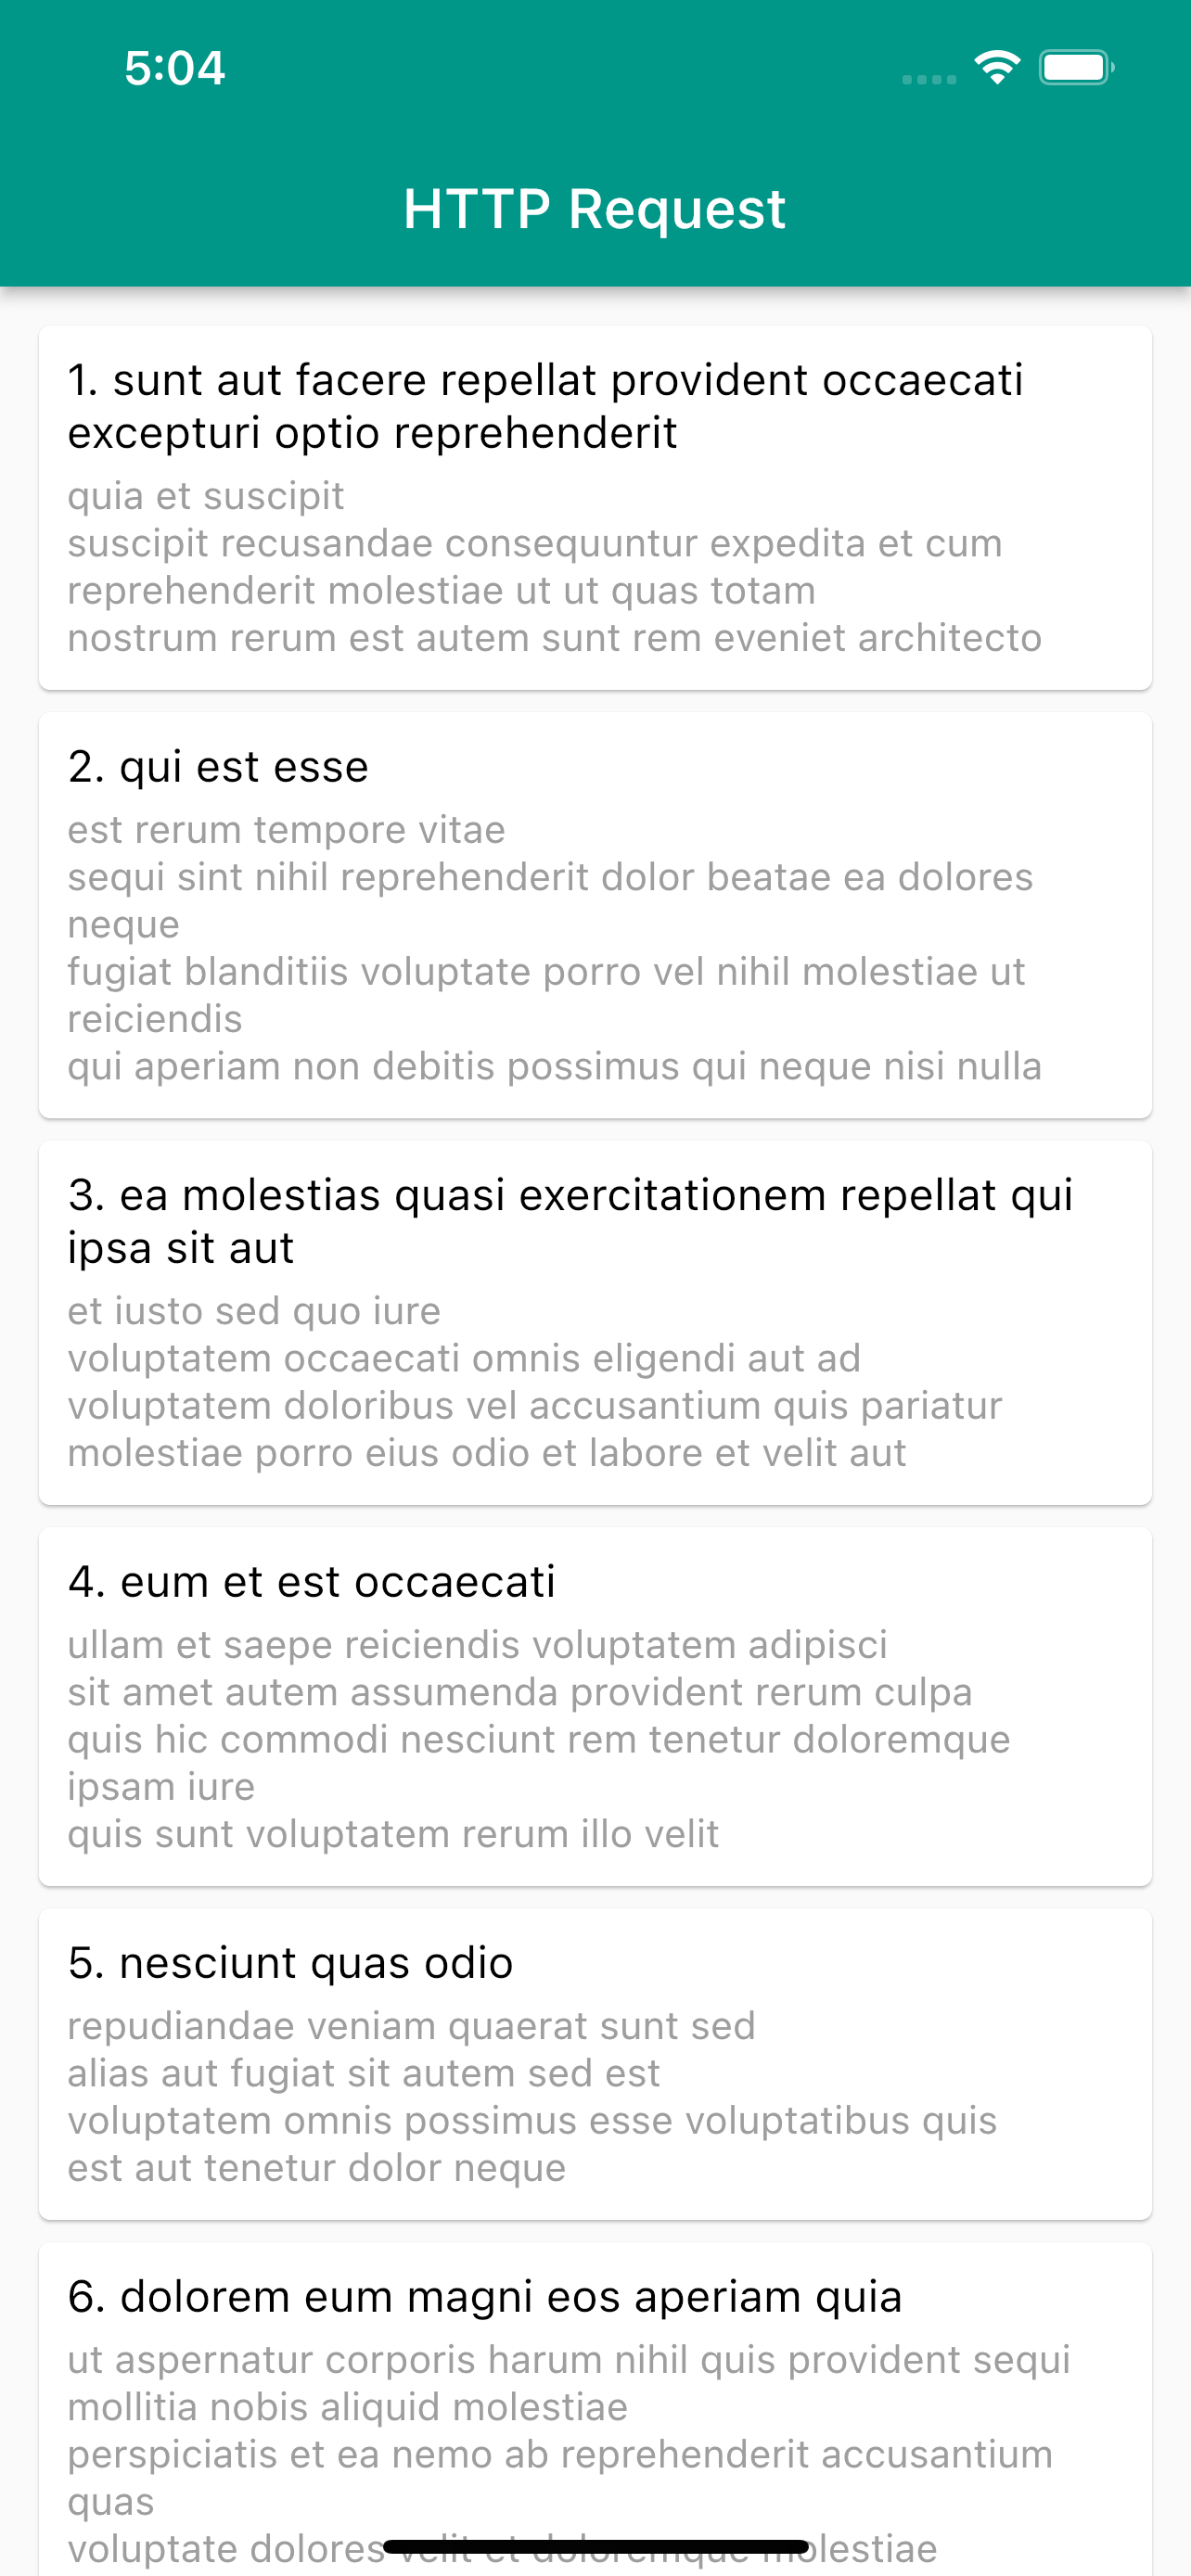 5:04
HTTP Request
1. sunt aut facere repellat provident occaecati
excepturi optio reprehenderit
quia et suscipit
suscipit recusandae consequuntur expedita et cum
reprehenderit molestiae ut ut quas totam
nostrum rerum est autem sunt rem eveniet architecto
2. qui est esse
est rerum tempore vitae
sequi sint nihil reprehenderit dolor beatae ea dolores
neque
fugiat blanditiis voluptate porro vel nihil molestiae ut
reiciendis
qui aperiam non debitis possimus qui neque nisi nulla
3. ea molestias quasi exercitationem repellat qui
ipsa sit aut
et iusto sed quo iure
voluptatem occaecati omnis eligendi aut ad
voluptatem doloribus vel accusantium quis pariatur
molestiae porro eius odio et labore et velit aut
4. eum et est occaecati
ullam et saepe reiciendis voluptatem adipisci
sit amet autem assumenda provident rerum culpa
quis hic commodi nesciunt rem tenetur doloremque
ipsam iure
quis sunt voluptatem rerum illo velit
5. nesciunt quas odio
repudiandae veniam quaerat sunt sed
alias aut fugiat sit autem sed est
voluptatem omnis possimus esse voluptatibus quis
est aut tenetur dolor neque
6. dolorem eum magni eos aperiam quia
ut aspernatur corporis harum nihil quis provident sequi
mollitia nobis aliquid molestiae
perspiciatis et ea nemo ab reprehenderit accusantium
quas
voluptate dolores velit et doloremque molestiae